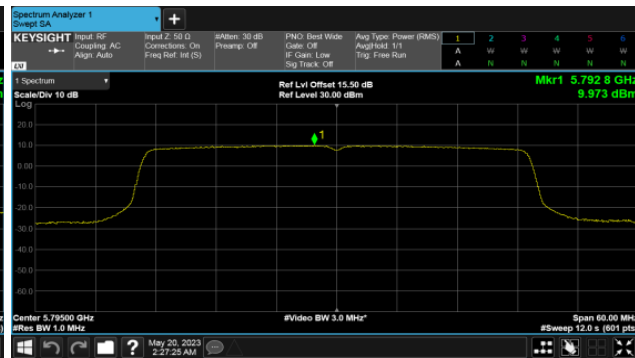 Spectrum Analyzer 1
Swept SA
+
KEYSIGHT Input: RF Input Z: 50 Ω #Atten: 30 dB PNO: Best Wide Avg Type: Power (RMS) 1 2 3 4 5 6
Coupling: AC Corrections: On Preamp: Off Gate: Off Avg|Hold: 1/1 A W W W W W
Align: Auto Freq Ref: Int (S) IF Gain: Low Trig: Free Run
Sig Track: Off A N N N N N
LXI
1 Spectrum
Ref Lvl Offset 15.50 dB Mkr1 5.792 8 GHz
Scale/Div 10 dB Ref Level 30.00 dBm 9.973 dBm
Log
20.0
10.0
1
0.00
-10.0
-20.0
-30.0
-40.0
-50.0
-60.0
Center 5.79500 GHz #Video BW 3.0 MHz* Span 60.00 MHz
#Res BW 1.0 MHz #Sweep 12.0 s (601 pts)
? May 20, 2023
2:27:25 AM